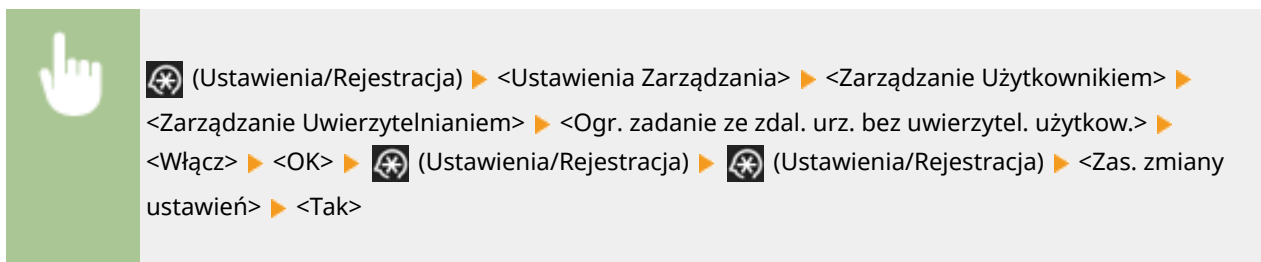 (Ustawienia/Rejestracja) ▶ <Ustawienia Zarządzania> ▶ <Zarządzanie Użytkownikiem> ▶
<Zarządzanie Uwierzytelnianiem> ▶ <Ogr. zadanie ze zdal. urz. bez uwierzytel. użytkow.> ▶
<Włącz> ▶ <OK> ▶ (Ustawienia/Rejestracja) ▶ (Ustawienia/Rejestracja) ▶ <Zas. zmiany
ustawień> ▶ <Tak>